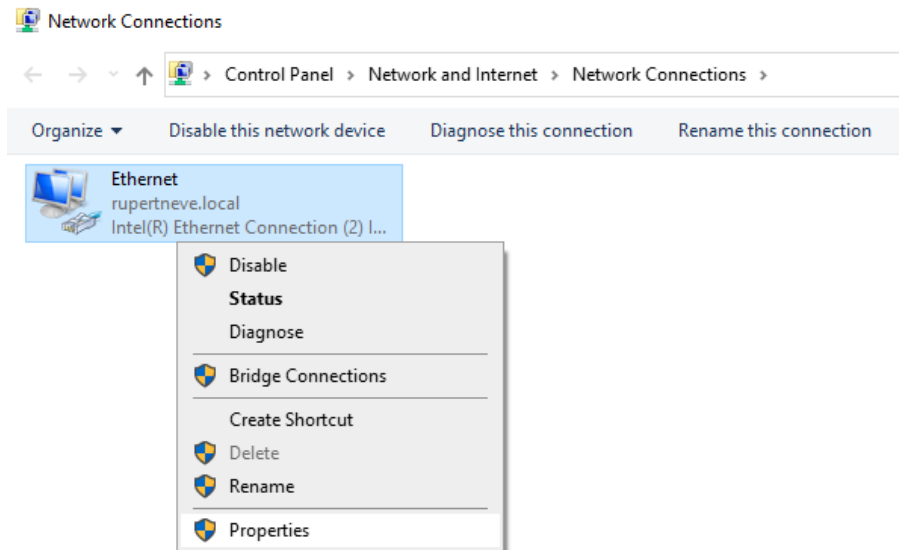 Network Connections
Control Panel > Network and Internet > Network Connections >
Organize Disable this network device Diagnose this connection Rename this connection
Ethernet
rupertneve.local
Intel(R) Ethernet Connection (2) I...
Disable
Status
Diagnose
Bridge Connections
Create Shortcut
Delete
Rename
Properties